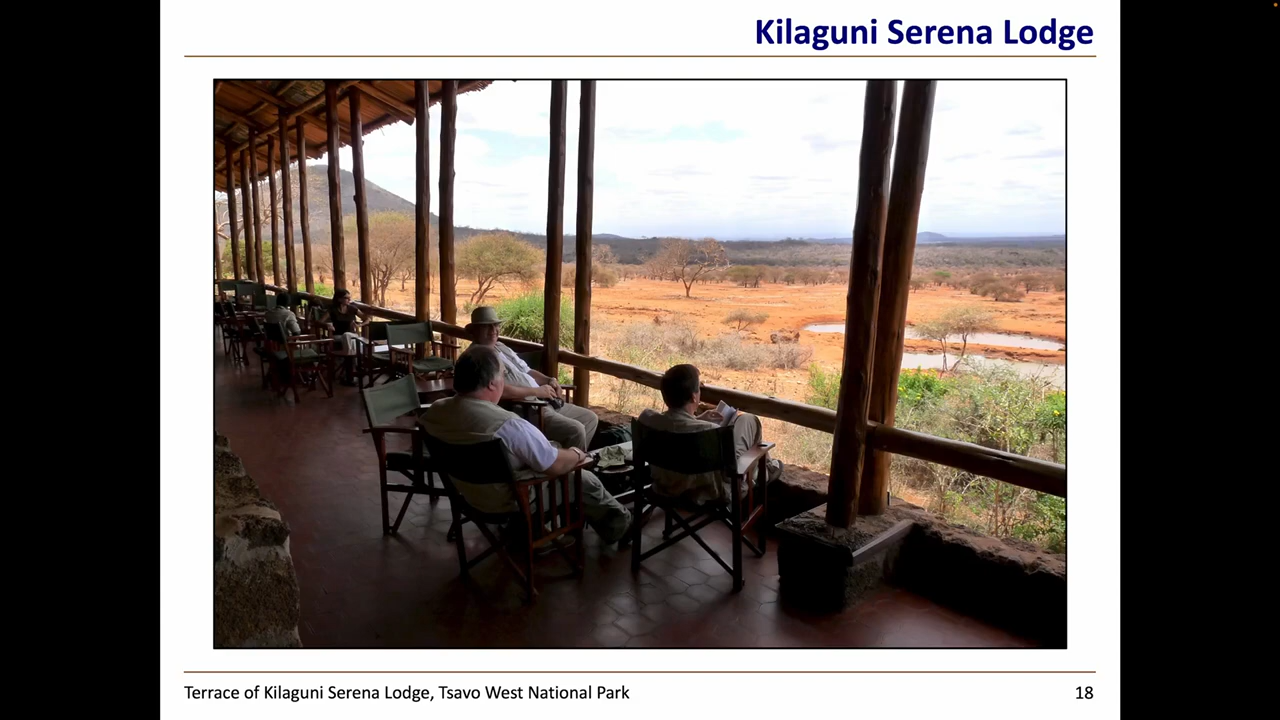 Kilaguni Serena Lodge
Terrace of Kilaguni Serena Lodge, Tsavo West National Park
18